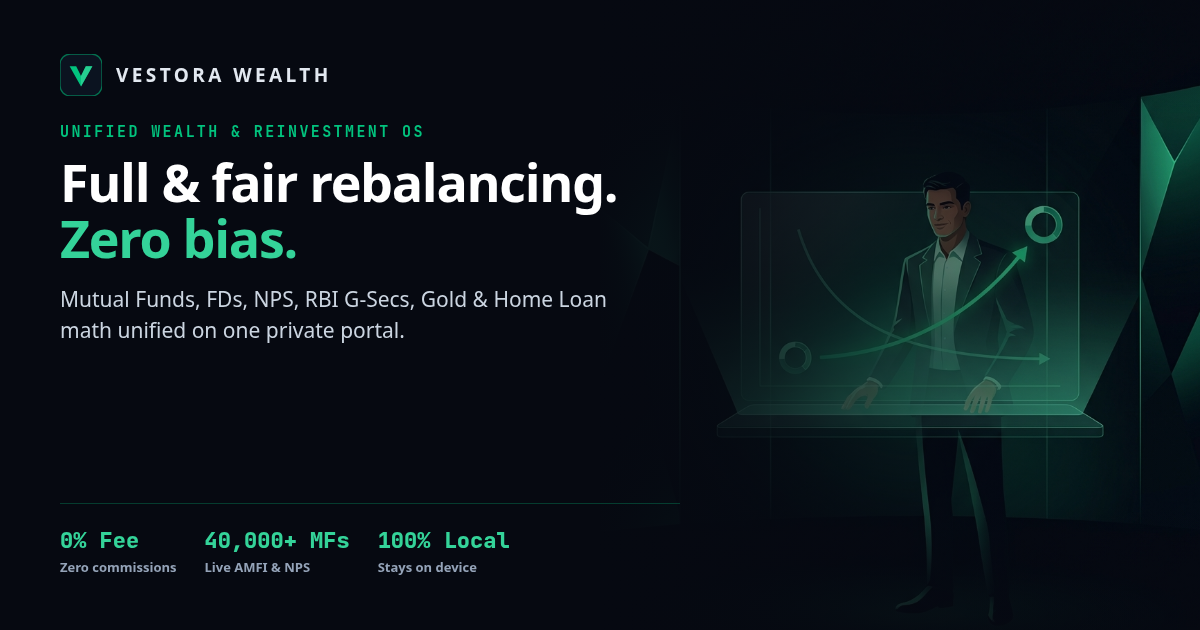 VESTORA WEALTH
UNIFIED WEALTH & REINVESTMENT OS
Full & fair rebalancing.
Zero bias.
Mutual Funds, FDs, NPS, RBI G-Secs, Gold & Home Loan
math unified on one private portal.
0% Fee
Zero commissions
40,000+ MFs
Live AMFI & NPS
100% Local
Stays on device